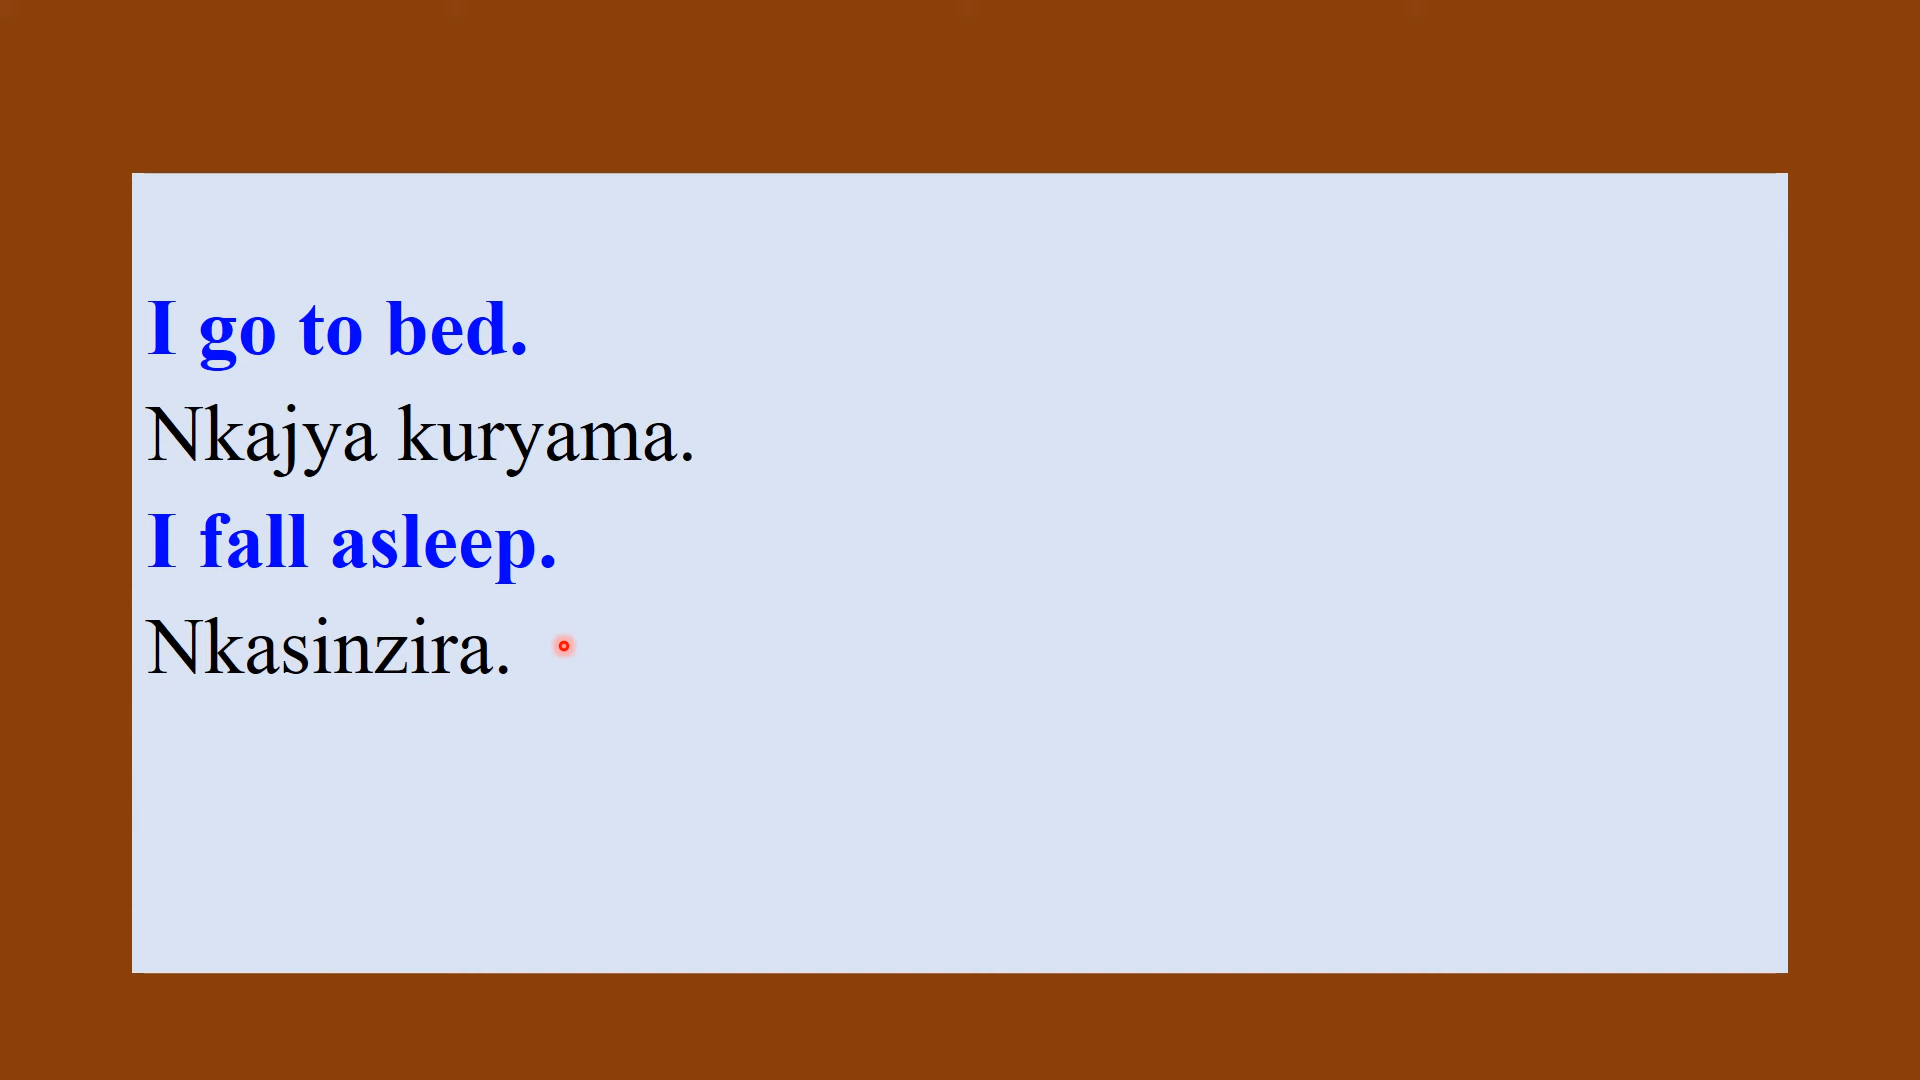 I go to bed.
Nkajya kuryama.
I fall asleep.
Nkasinzira.